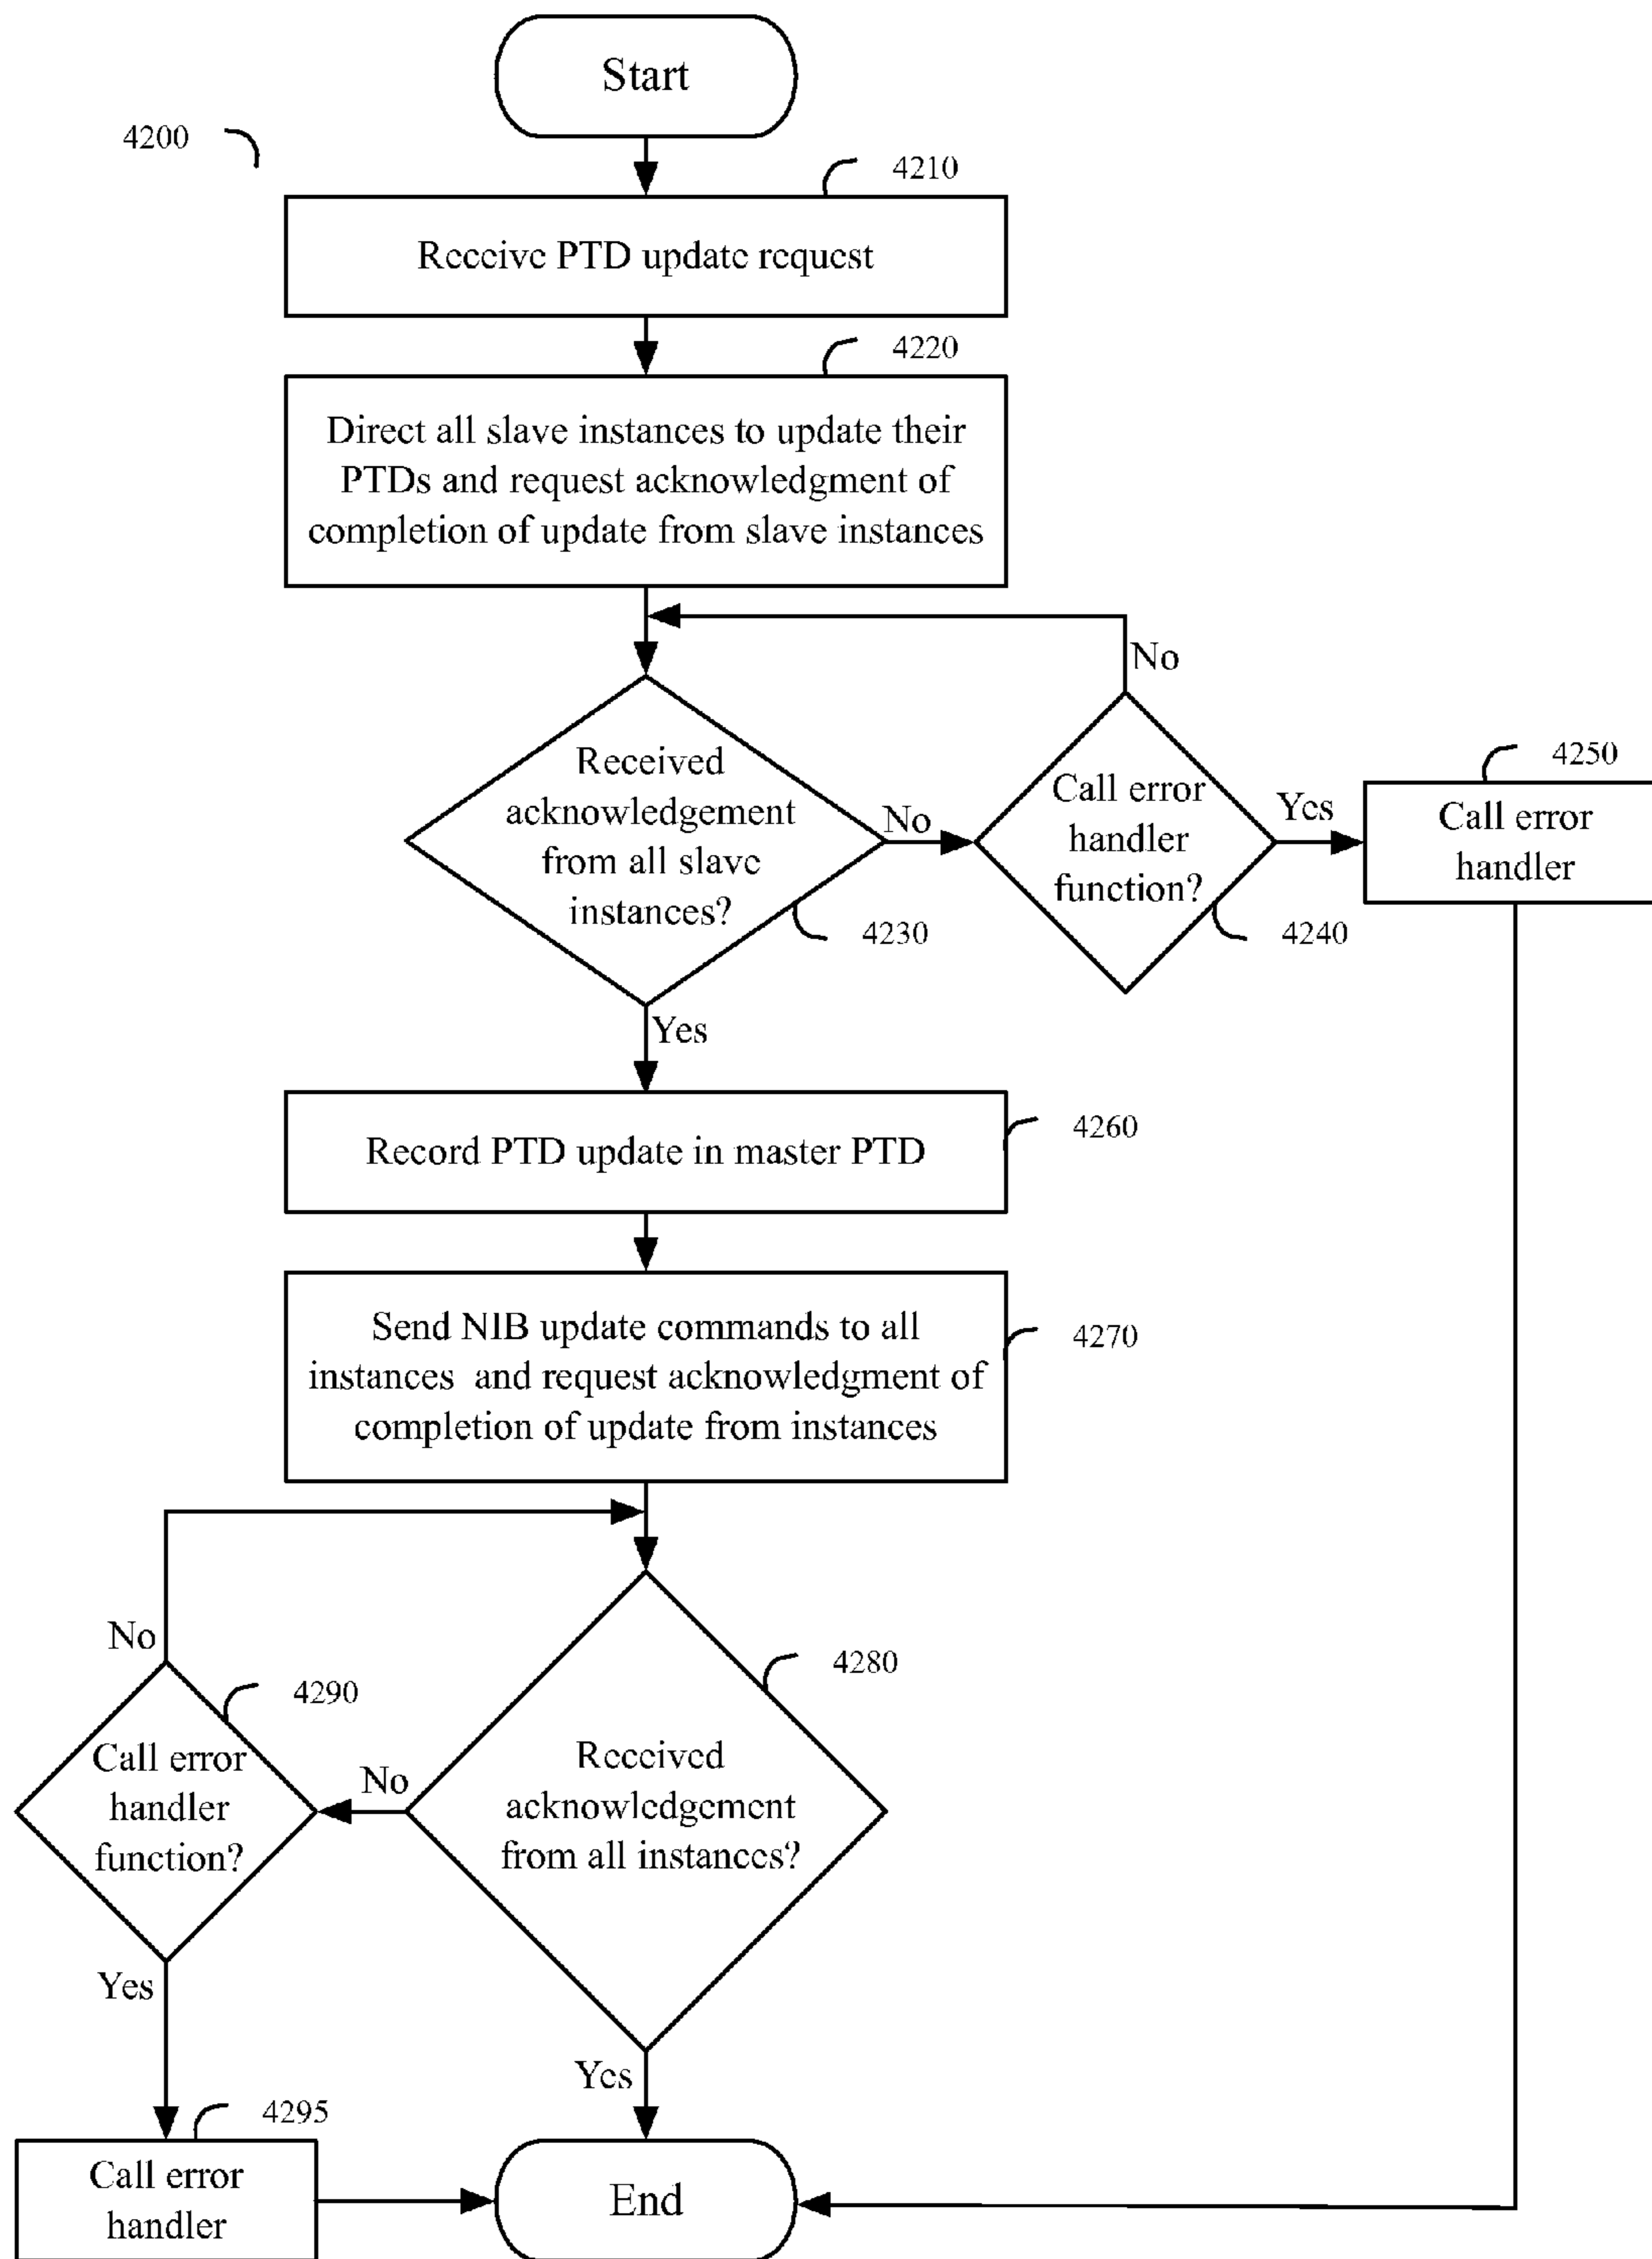 Start
4200
4210
Receive PTD update request
4220
Direct all slave instances to update their
PTDs and request acknowledgment of
completion of update from slave instances
No
Received
acknowledgement
from all slave
instances?
4230
No
Call error
handler
function?
4240
Yes
4250
Call error
handler
Yes
Record PTD update in master PTD
4260
Send NIB update commands to all
instances and request acknowledgment of
completion of update from instances
4270
No
4290
Call error
handler
function?
No
4280
Received
acknowledgement
from all instances?
Yes
Yes
4295
Call error
handler
End